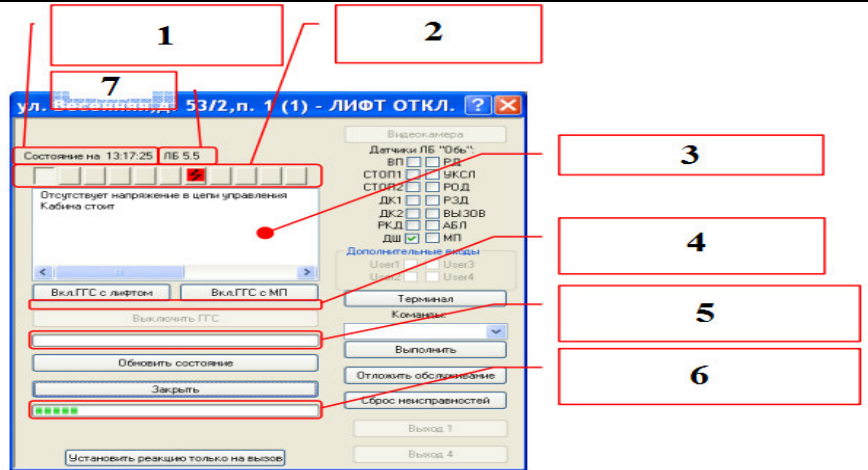 1
2
7
ул. 53/2,п. 1 (1) - ЛИФТ ОТКЛ.
Состояние на 13:17:25 ЛБ 5.5
Отсутствует напряжение в цепи управления
Кабина стоит
Вкл.ГГС с лифтом Вкл.ГГС с МП
Выключить ГГС
Обновить состояние
Закрыть
Установить реакцию только на вызов
Видеокамера
Датчики ЛБ "Обь":
ВП РД
СТОП1 УКСЛ
СТОП2 РОД
ДК1 РЗД
ДК2 ВЫЗОВ
РКД АБЛ
ДШ МП
Дополнительные входы
User1 User3
User2 User4
Терминал
Команды:
Выполнить
Отложить обслуживание
Сброс неисправностей
Выход 1
Выход 4
3
4
5
6